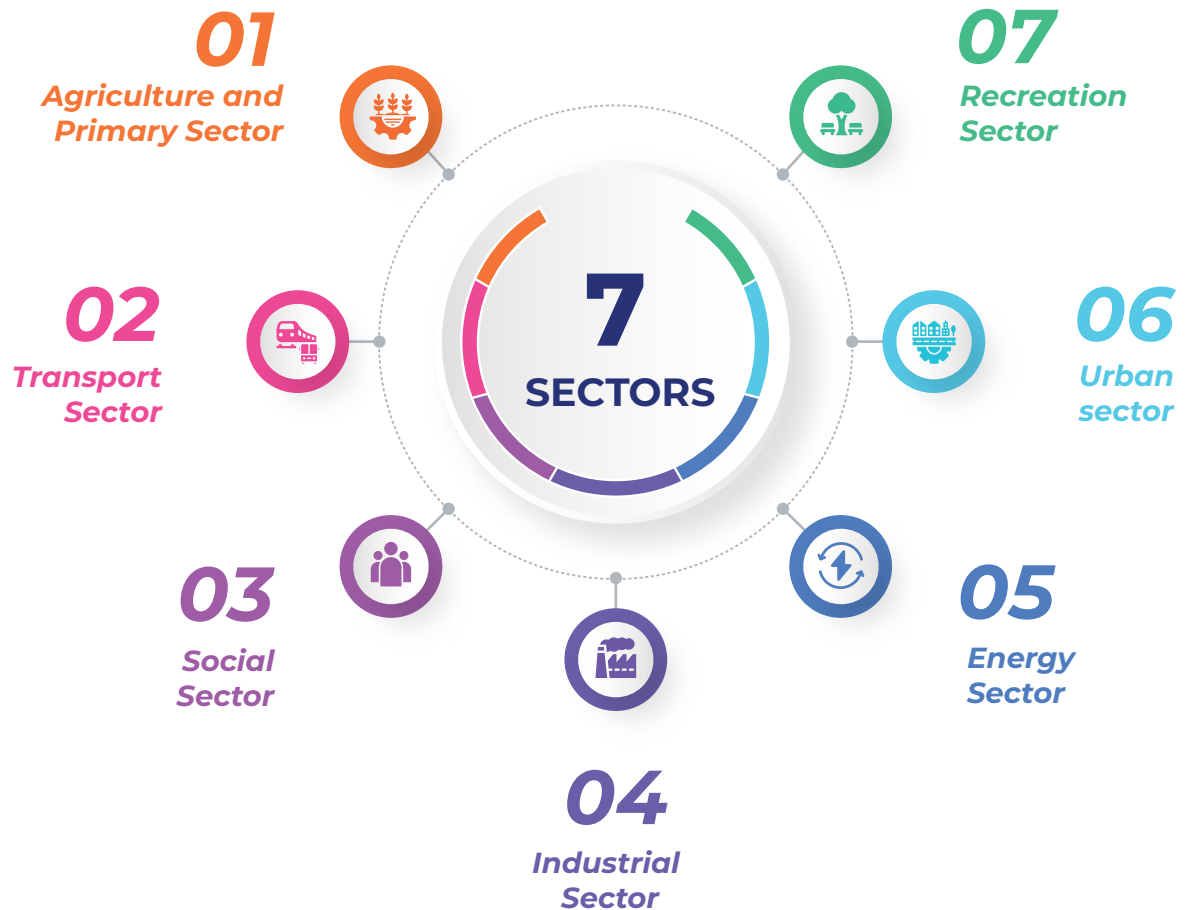 7
SECTORS
01
Agriculture and
Primary Sector
02
Transport
Sector
03
Social
Sector
04
Industrial
Sector
05
Energy
Sector
06
Urban
sector
07
Recreation
Sector